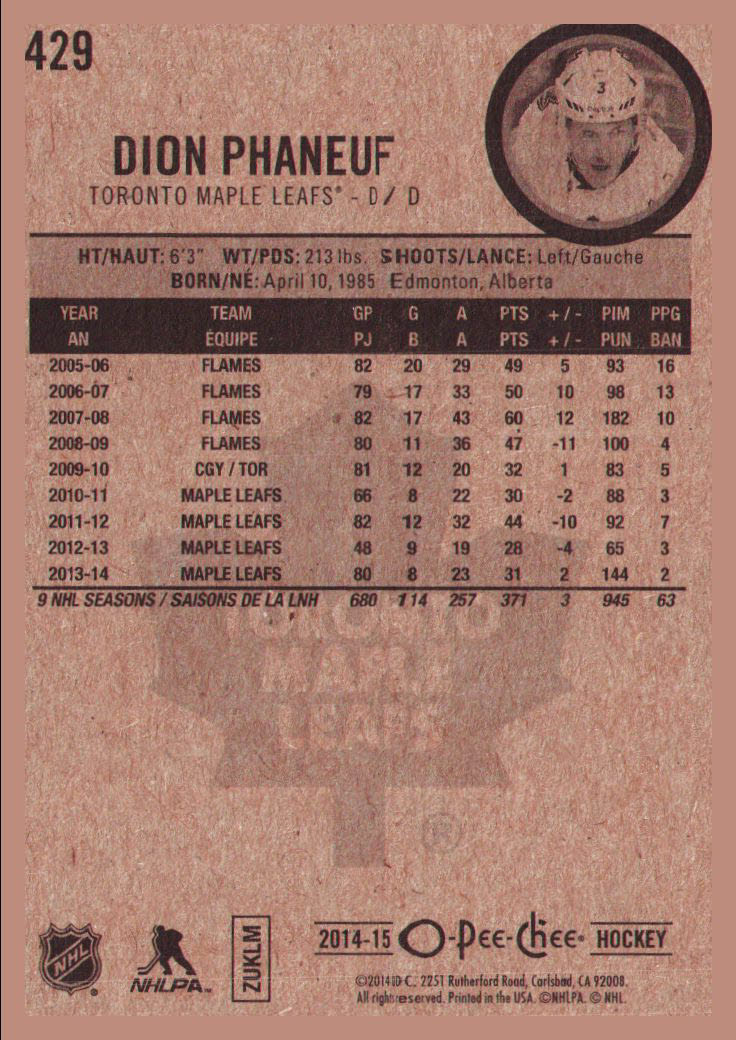 429
3
DION PHANEUF
TORONTO MAPLE LEAFS® - D / D
HT/HAUT: 6'3" WT/PDS: 213 lbs. SHOOTS/LANCE: Left/Gauche
BORN/NÉ: April 10, 1985 Edmonton, Alberta
YEAR TEAM GP G A PTS +/- PIM PPG
AN ÉQUIPE PJ B A PTS +/- PUN BAN
2005-06 FLAMES 82 20 29 49 5 93 16
2006-07 FLAMES 79 17 33 50 10 98 13
2007-08 FLAMES 82 17 43 60 12 182 10
2008-09 FLAMES 80 11 36 47 -11 100 4
2009-10 CGY / TOR 81 12 20 32 1 83 5
2010-11 MAPLE LEAFS 66 8 22 30 -2 88 3
2011-12 MAPLE LEAFS 82 12 32 44 -10 92 7
2012-13 MAPLE LEAFS 48 9 19 28 -4 65 3
2013-14 MAPLE LEAFS 80 8 23 31 2 144 2
9 NHL SEASONS / SAISONS DE LA LNH 680 114 257 371 3 945 63
TORONTO
MAPLE
LEAFS
®
NHL ®
NHLPA™
ZUKLM
2014-15 O-Pee-Chee® HOCKEY
©2014 C. 2251 Rutherford Road, Carlsbad, CA 92008.
All rights reserved. Printed in the USA. ©NHLPA. © NHL.